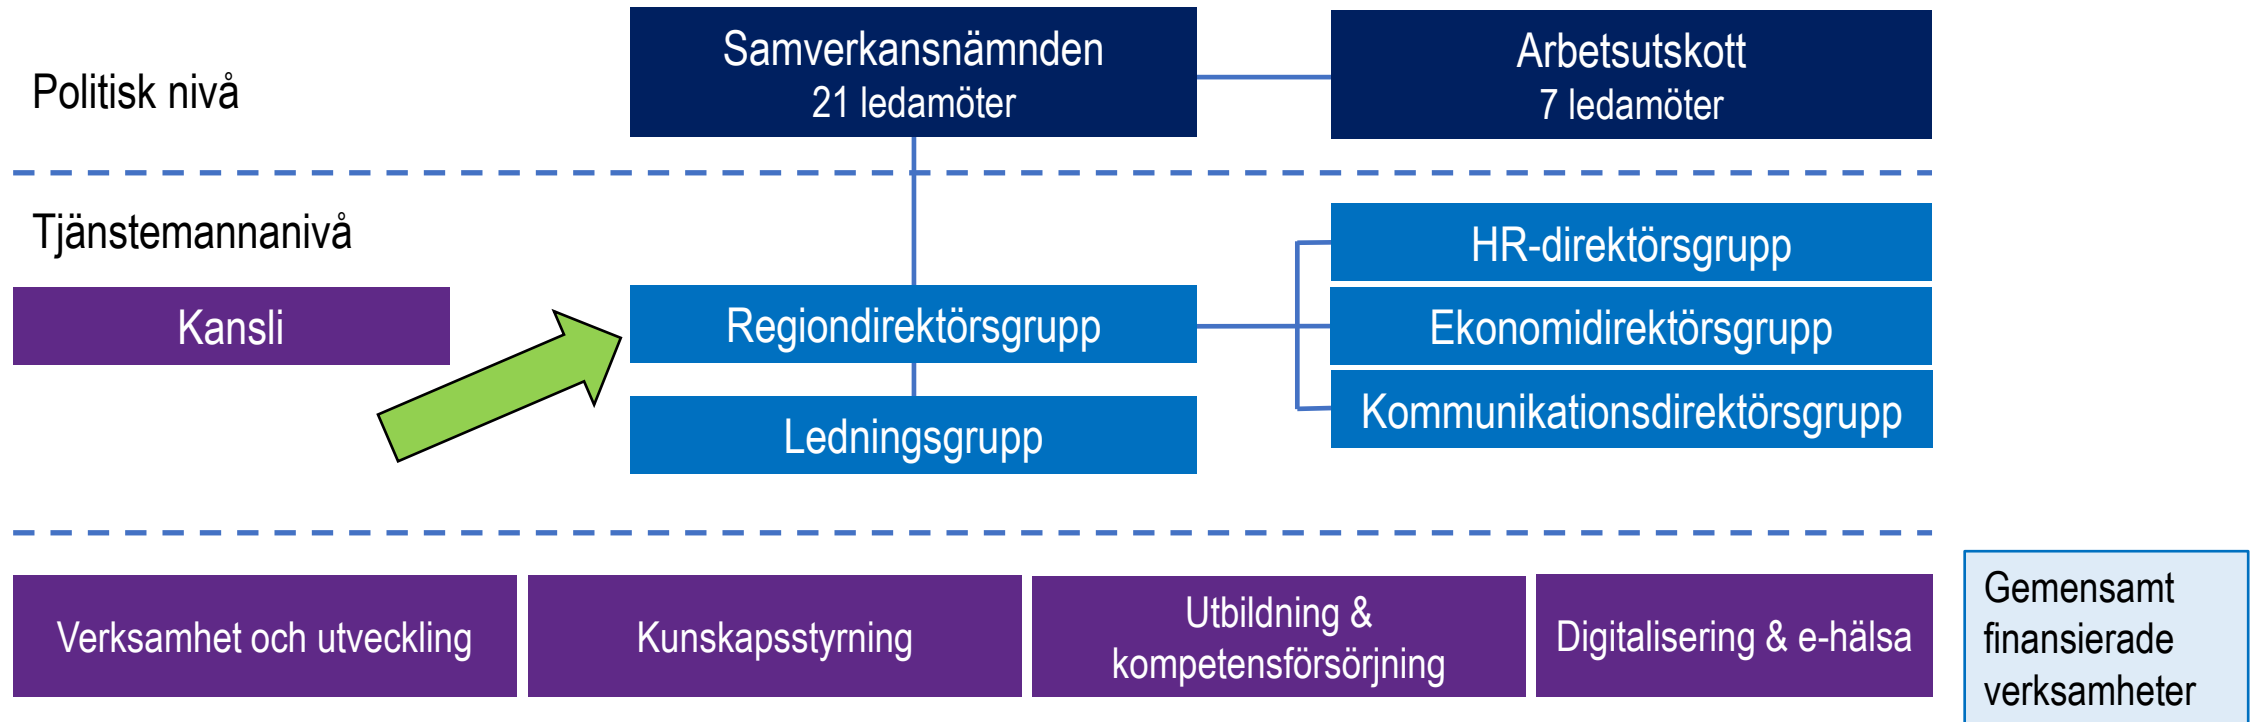 Politisk nivå
Samverkansnämnden
21 ledamöter
Arbetsutskott
7 ledamöter
Tjänstemannanivå
Kansli
Regiondirektörsgrupp
Ledningsgrupp
HR-direktörsgrupp
Ekonomidirektörsgrupp
Kommunikationsdirektörsgrupp
Verksamhet och utveckling
Kunskapsstyrning
Utbildning &
kompetensförsörjning
Digitalisering & e-hälsa
Gemensamt
finansierade
verksamheter